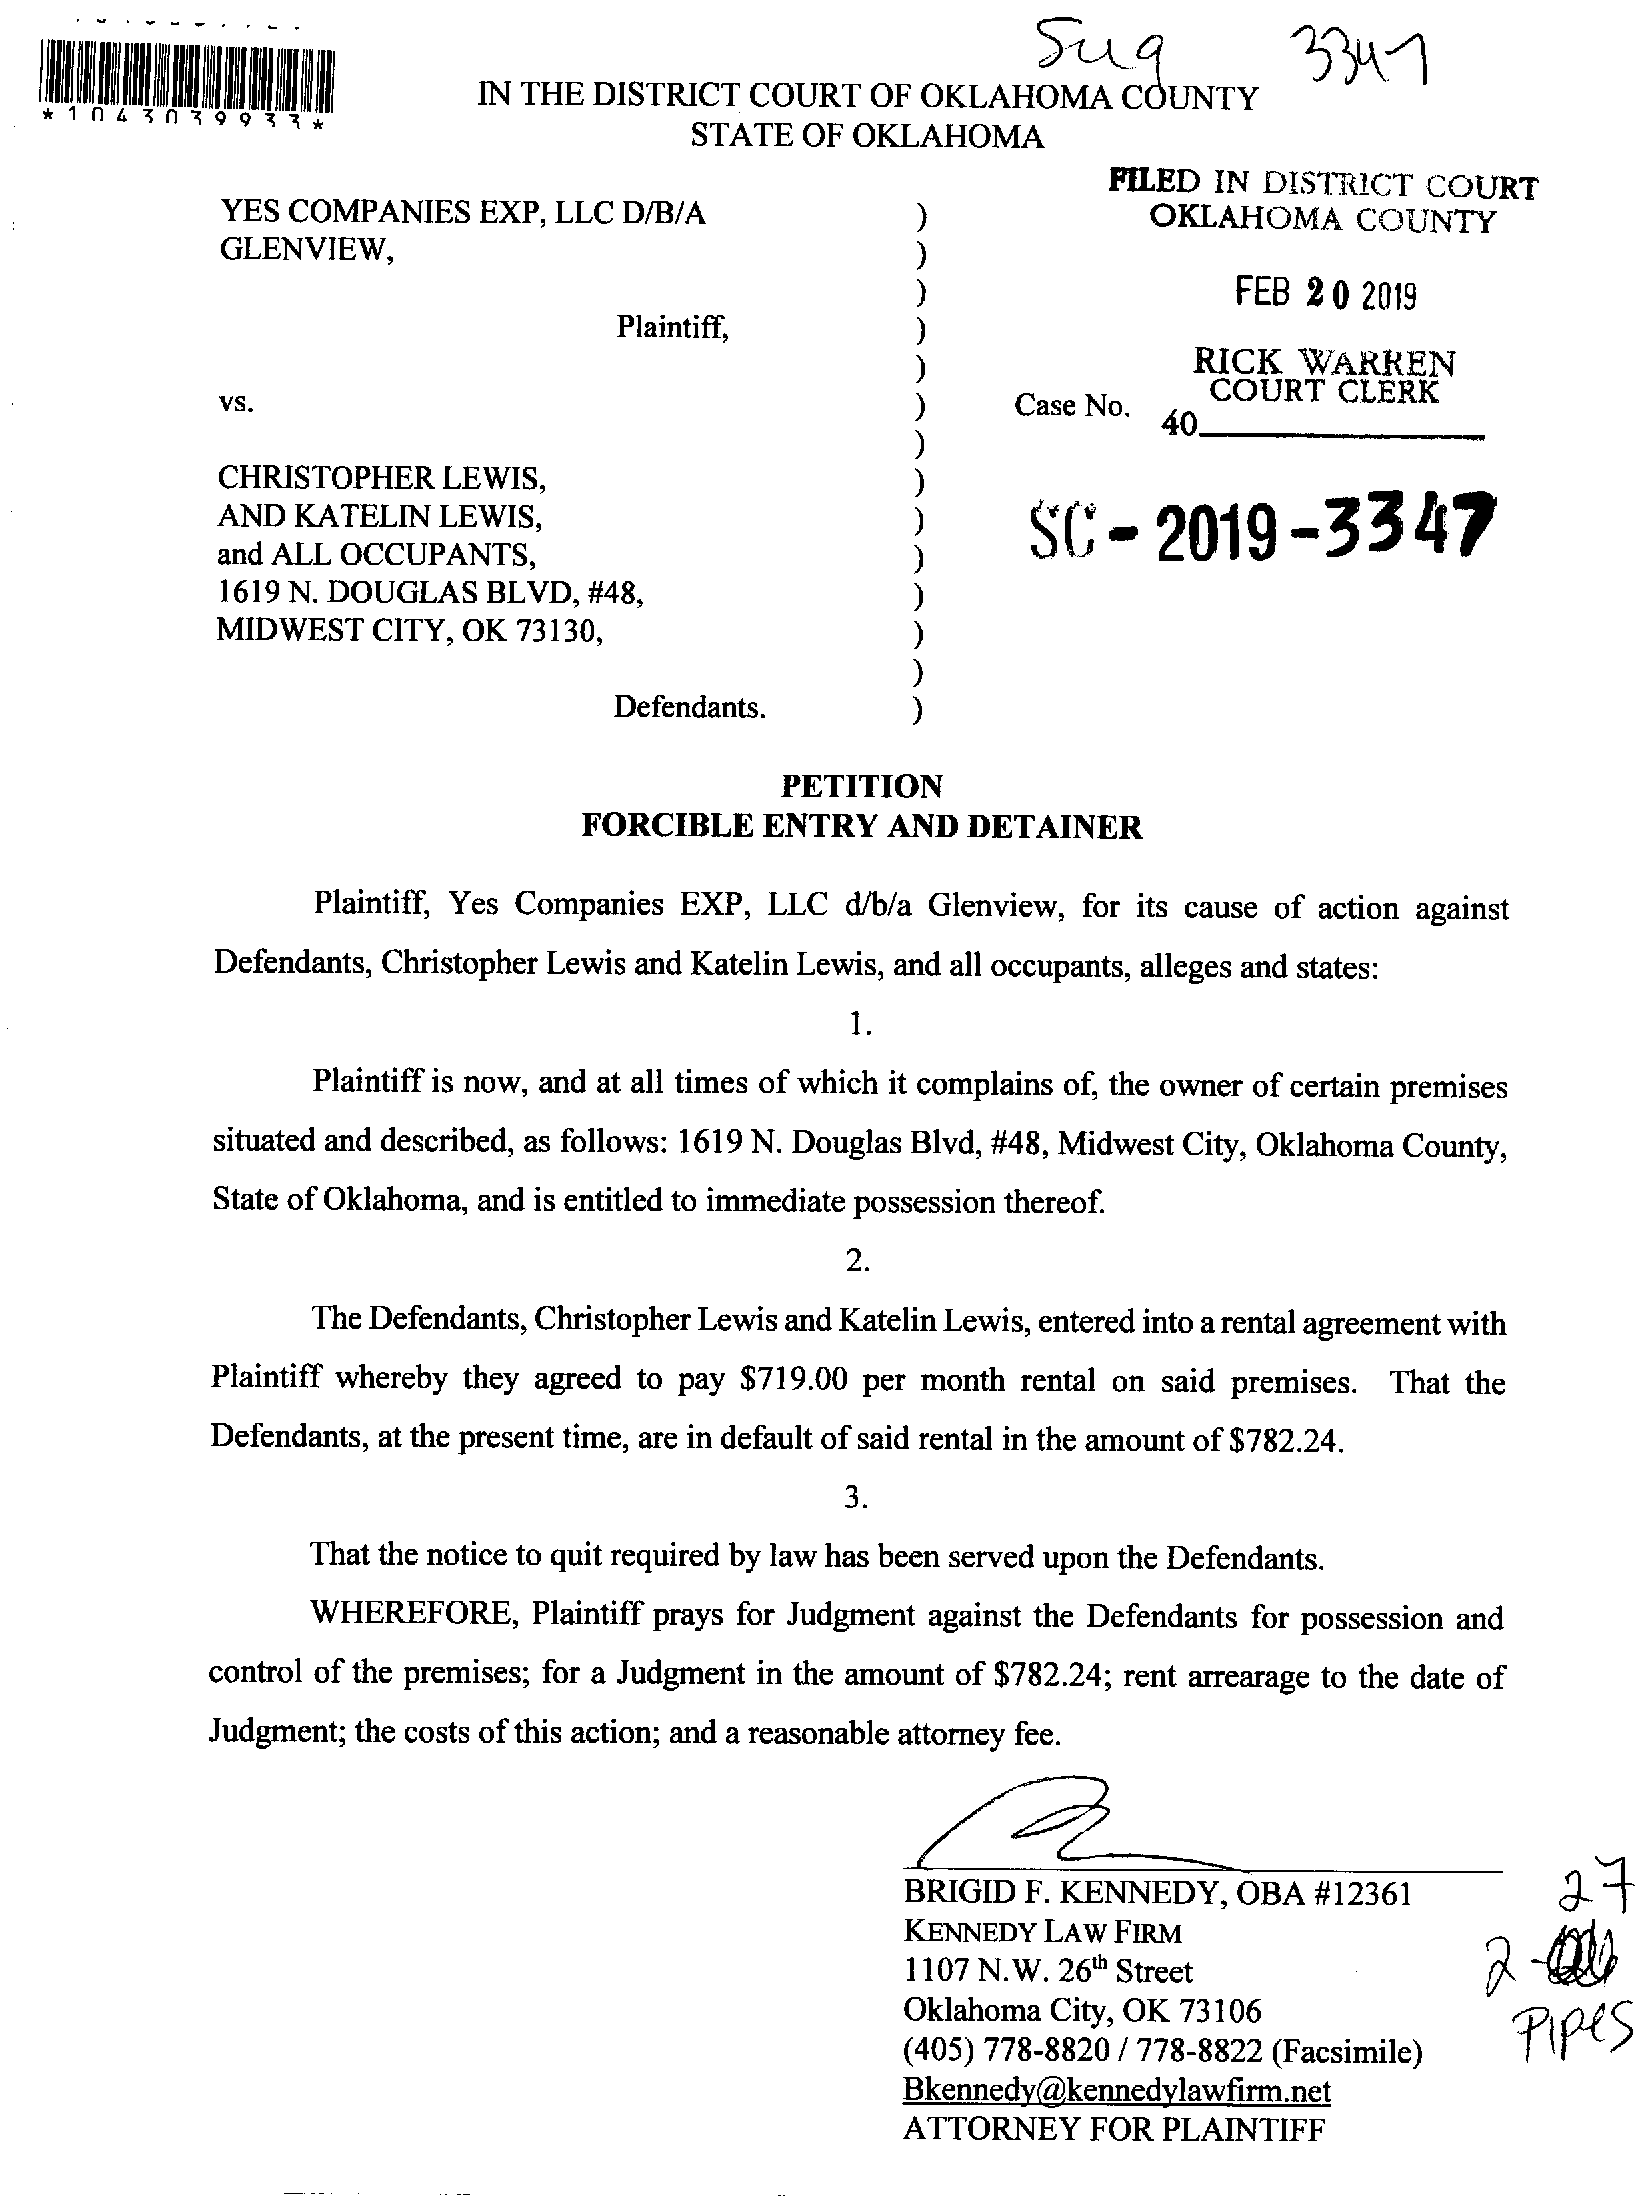 Sug 3347
*1043039933*
IN THE DISTRICT COURT OF OKLAHOMA COUNTY
STATE OF OKLAHOMA
FILED IN DISTRICT COURT
OKLAHOMA COUNTY
FEB 20 2019
RICK WARREN
COURT CLERK
40
YES COMPANIES EXP, LLC D/B/A
GLENVIEW,
Plaintiff,
vs.
Case No.
SC-2019-3347
CHRISTOPHER LEWIS,
AND KATELIN LEWIS,
and ALL OCCUPANTS,
1619 N. DOUGLAS BLVD, #48,
MIDWEST CITY, OK 73130,
Defendants.
)
)
)
)
)
)
)
)
)
)
)
)
)
)
PETITION
FORCIBLE ENTRY AND DETAINER
Plaintiff, Yes Companies EXP, LLC d/b/a Glenview, for its cause of action against
Defendants, Christopher Lewis and Katelin Lewis, and all occupants, alleges and states:
1.
Plaintiff is now, and at all times of which it complains of, the owner of certain premises
situated and described, as follows: 1619 N. Douglas Blvd, #48, Midwest City, Oklahoma County,
State of Oklahoma, and is entitled to immediate possession thereof.
2.
The Defendants, Christopher Lewis and Katelin Lewis, entered into a rental agreement with
Plaintiff whereby they agreed to pay $719.00 per month rental on said premises. That the
Defendants, at the present time, are in default of said rental in the amount of $782.24.
3.
That the notice to quit required by law has been served upon the Defendants.
WHEREFORE, Plaintiff prays for Judgment against the Defendants for possession and
control of the premises; for a Judgment in the amount of $782.24; rent arrearage to the date of
Judgment; the costs of this action; and a reasonable attorney fee.
BRIGID F. KENNEDY, OBA #12361
KENNEDY LAW FIRM
1107 N.W. 26th Street
Oklahoma City, OK 73106
(405) 778-8820 / 778-8822 (Facsimile)
Bkennedy@kennedylawfirm.net
ATTORNEY FOR PLAINTIFF
27
2-
Pipes